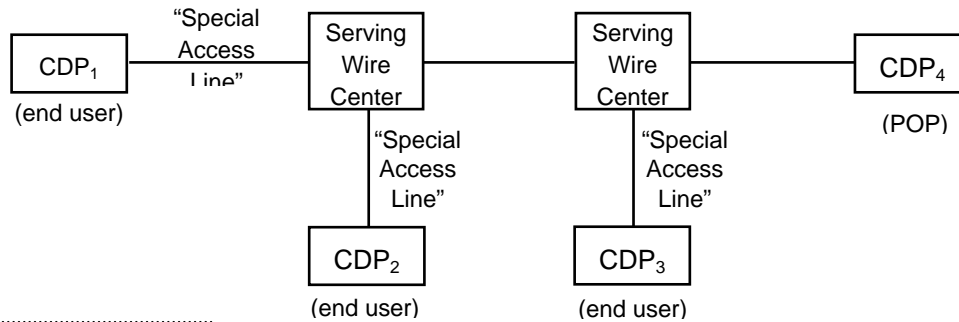 “Special
Access
Line”
CDP₁
(end user)
Serving
Wire
Center
Serving
Wire
Center
CDP₄
(POP)
“Special
Access
Line”
“Special
Access
Line”
CDP₂
(end user)
CDP₃
(end user)